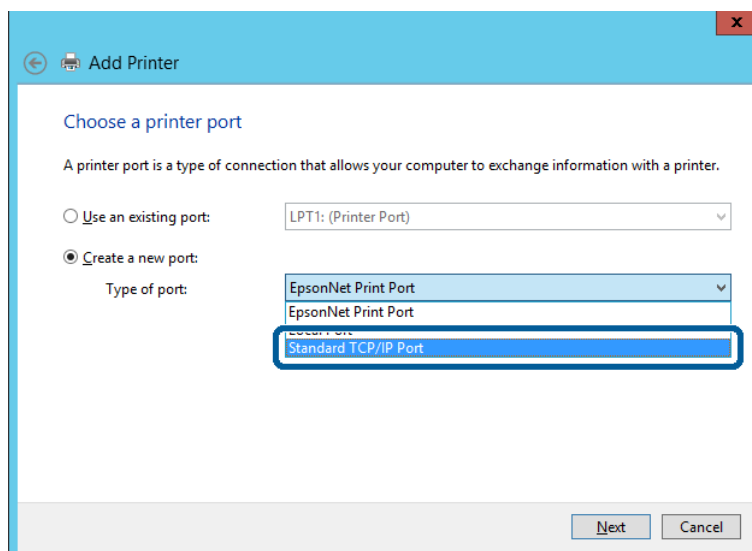 x
Add Printer
Choose a printer port
A printer port is a type of connection that allows your computer to exchange information with a printer.
Use an existing port: LPT1: (Printer Port)
Create a new port:
Type of port: EpsonNet Print Port
EpsonNet Print Port
Local Port
Standard TCP/IP Port
Next Cancel